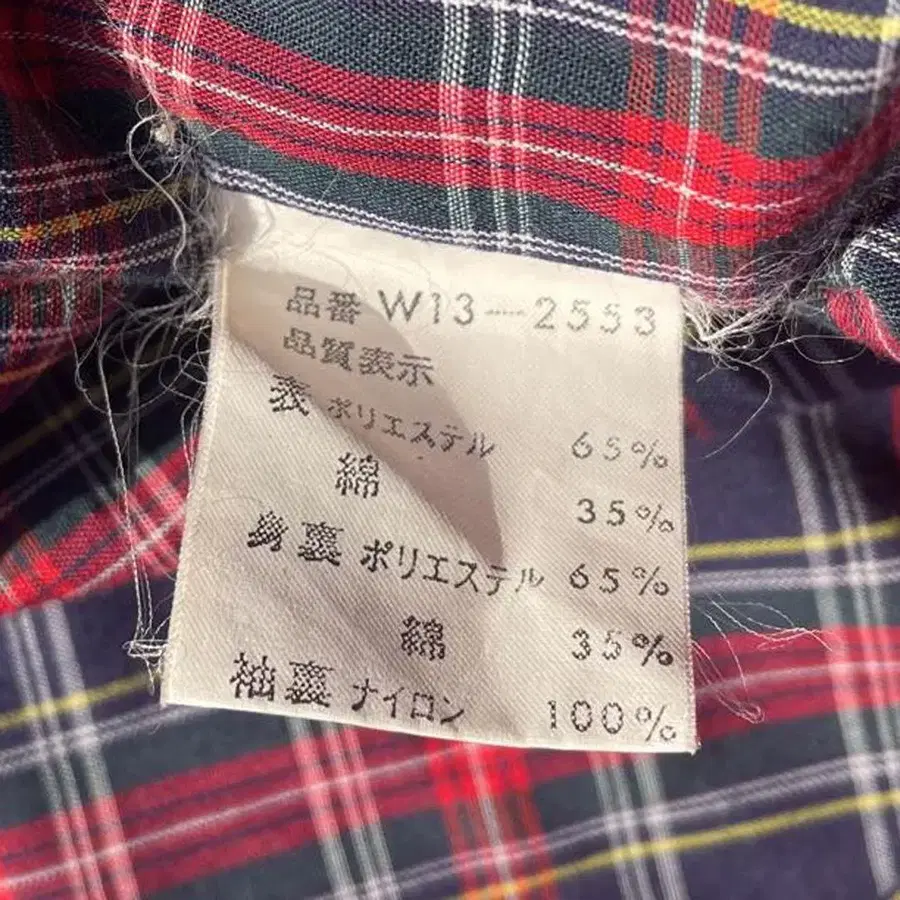 品番 W13-2553
品質表示
表 ポリエステル 65%
綿 35%
身裏 ポリエステル 65%
綿 35%
袖裏 ナイロン 100%